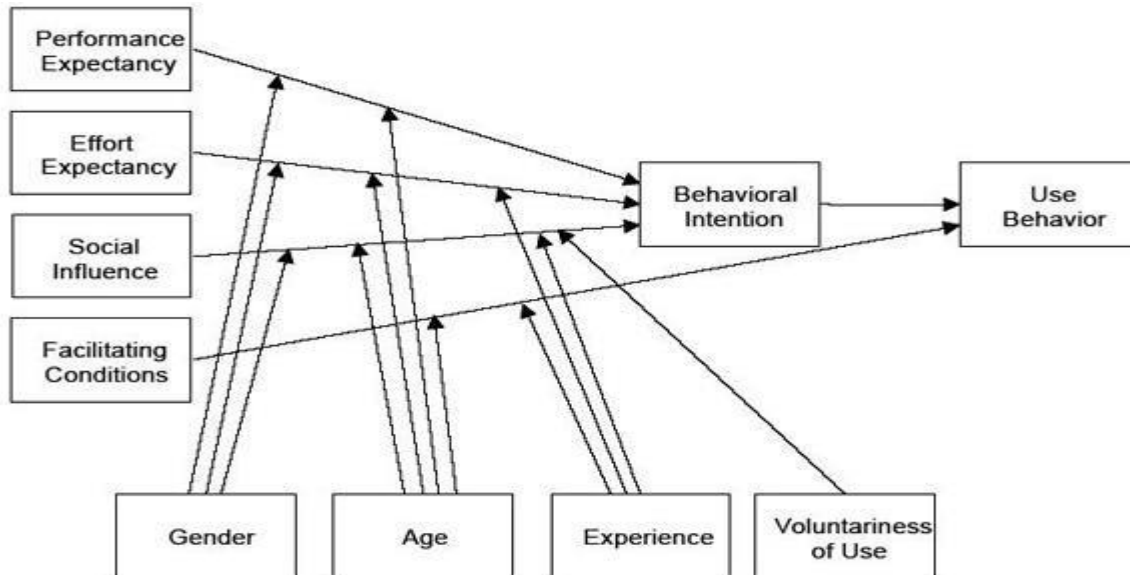 Performance
Expectancy
Effort
Expectancy
Behavioral
Intention
Use
Behavior
Social
Influence
Facilitating
Conditions
Gender
Age
Experience
Voluntariness
of Use